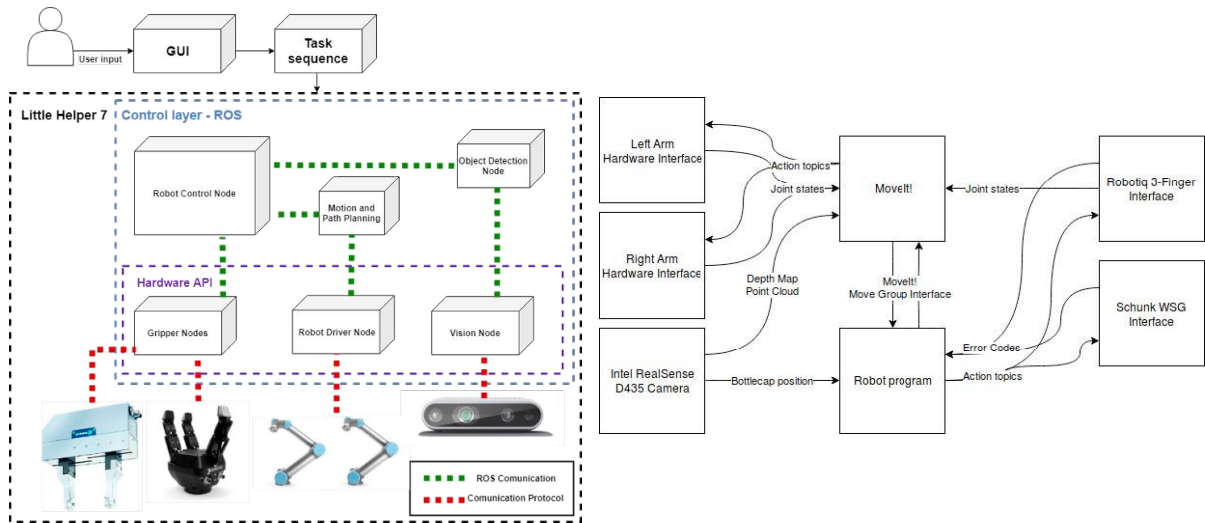 GUI
Task
sequence
User input
Little Helper 7
Control layer - ROS
Robot Control Node
Object Detection
Node
Motion and
Path Planning
Hardware API
Gripper Nodes
Robot Driver Node
Vision Node
ROS Comunication
Comunication Protocol
Left Arm
Hardware Interface
Action topics
Joint states
MoveIt!
Joint states
Robotiq 3-Finger
Interface
Right Arm
Hardware Interface
Depth Map
Point Cloud
MoveIt!
Move Group Interface
Schunk WSG
Interface
Error Codes
Intel RealSense
D435 Camera
Bottlecap position
Robot program
Action topics